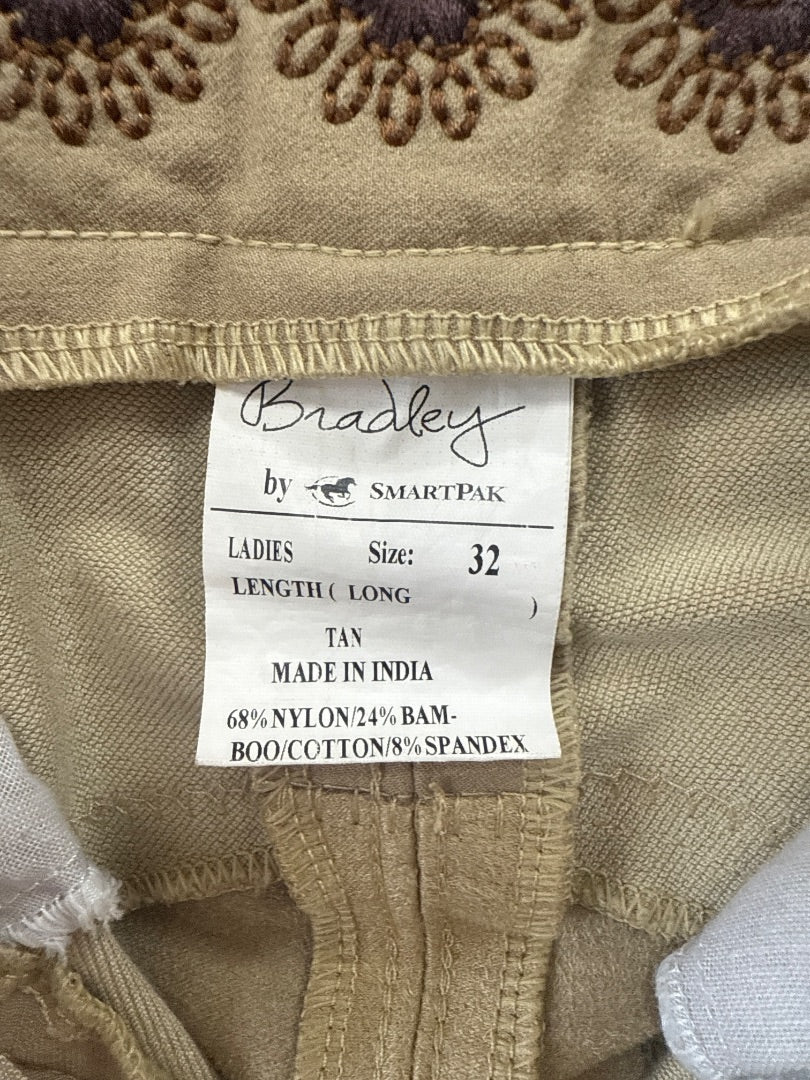 Bradley
by SMARTPAK
LADIES Size: 32
LENGTH ( LONG )
TAN
MADE IN INDIA
68% NYLON/24% BAM-
BOO/COTTON/8% SPANDEX